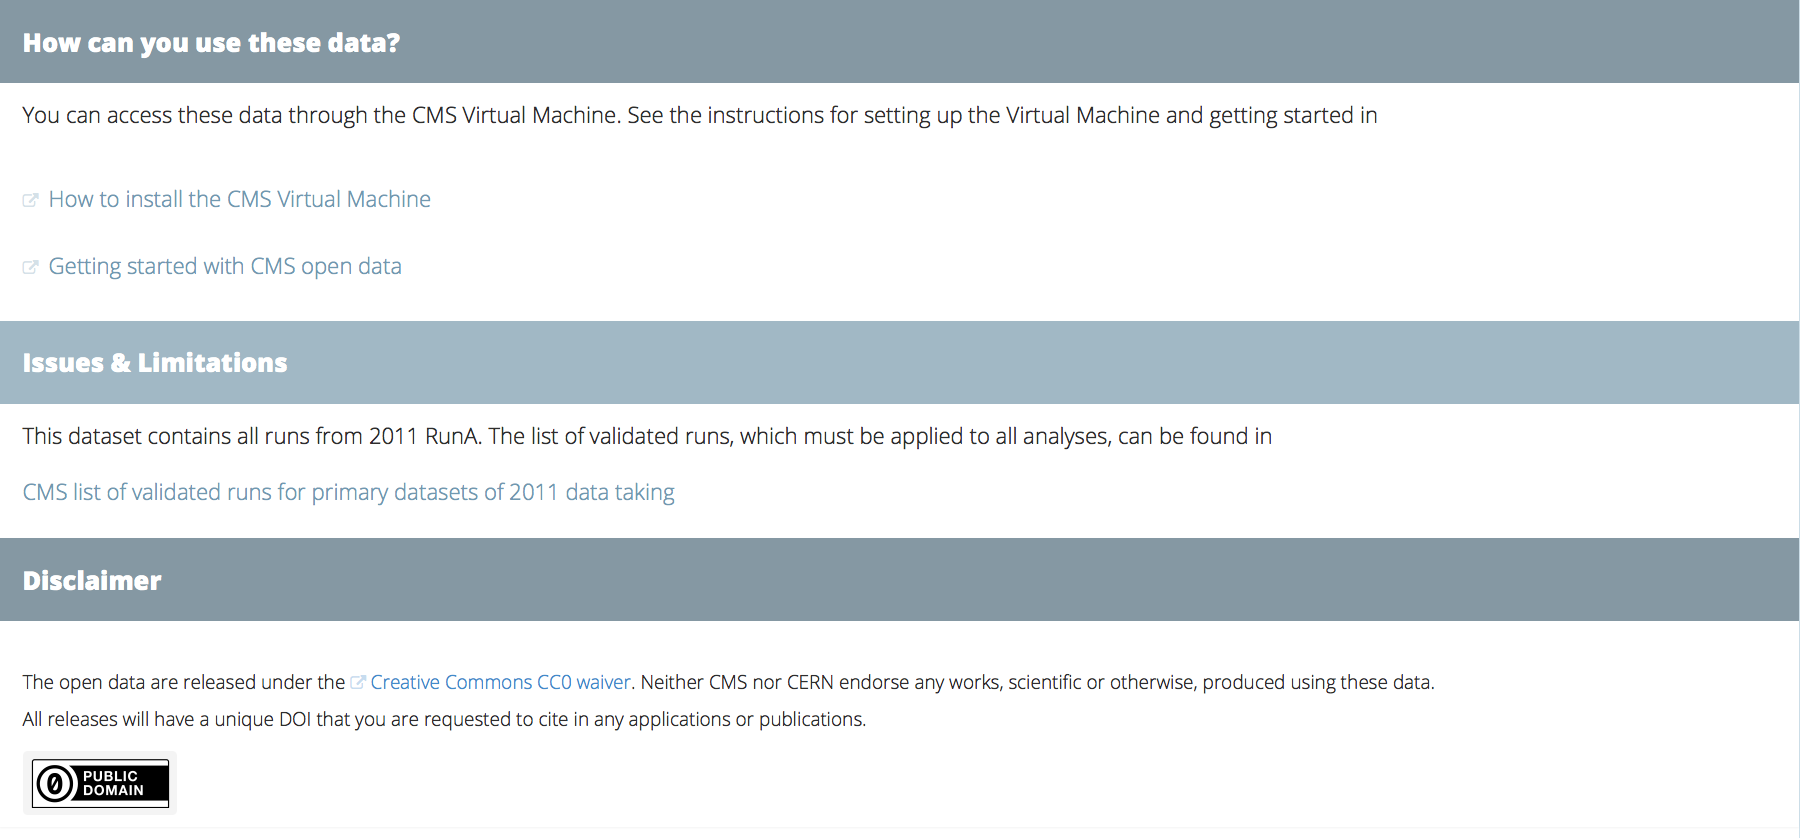 How can you use these data?
You can access these data through the CMS Virtual Machine. See the instructions for setting up the Virtual Machine and getting started in
How to install the CMS Virtual Machine
Getting started with CMS open data
Issues & Limitations
This dataset contains all runs from 2011 RunA. The list of validated runs, which must be applied to all analyses, can be found in
CMS list of validated runs for primary datasets of 2011 data taking
Disclaimer
The open data are released under the Creative Commons CC0 waiver. Neither CMS nor CERN endorse any works, scientific or otherwise, produced using these data.
All releases will have a unique DOI that you are requested to cite in any applications or publications.
0 PUBLIC
DOMAIN